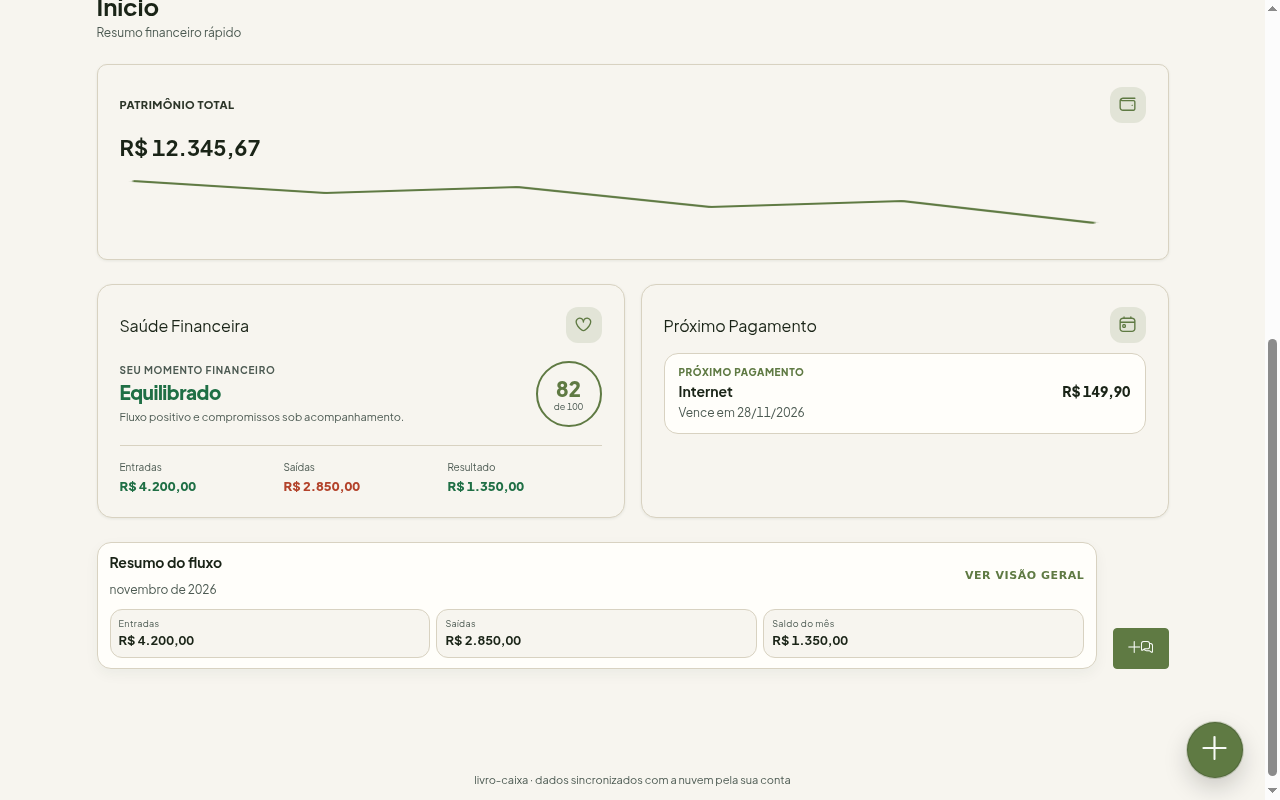 Início
Resumo financeiro rápido
PATRIMÔNIO TOTAL
R$ 12.345,67
Saúde Financeira
SEU MOMENTO FINANCEIRO
Equilibrado
Fluxo positivo e compromissos sob acompanhamento.
82
de 100
Entradas
R$ 4.200,00
Saídas
R$ 2.850,00
Resultado
R$ 1.350,00
Próximo Pagamento
PRÓXIMO PAGAMENTO
Internet
R$ 149,90
Vence em 28/11/2026
Resumo do fluxo
novembro de 2026
VER VISÃO GERAL
Entradas
R$ 4.200,00
Saídas
R$ 2.850,00
Saldo do mês
R$ 1.350,00
livro-caixa · dados sincronizados com a nuvem pela sua conta